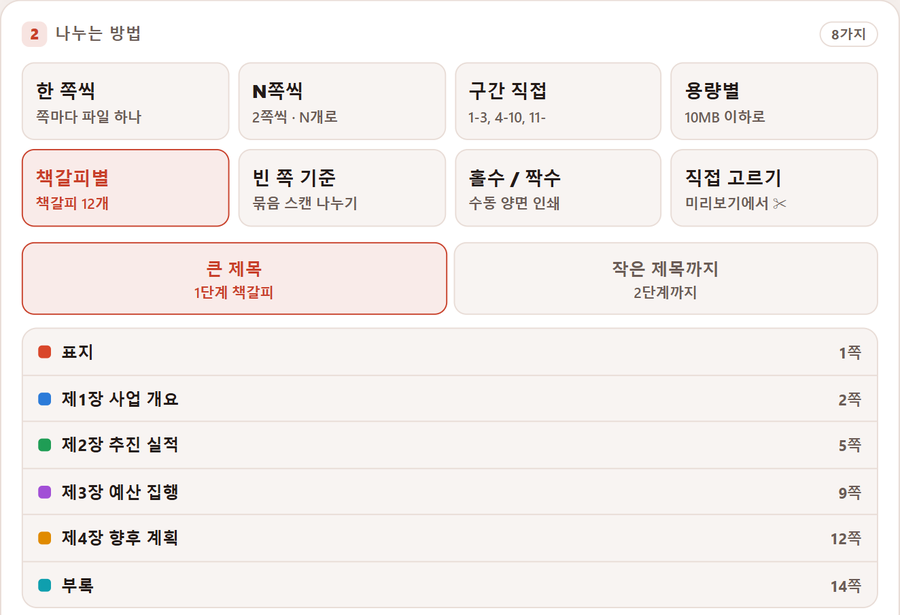 2 나누는 방법 8가지
한 쪽씩 N쪽씩 구간 직접 용량별
쪽마다 파일 하나 2쪽씩 · N개로 1-3, 4-10, 11- 10MB 이하로
책갈피별 빈 쪽 기준 홀수 / 짝수 직접 고르기
책갈피 12개 묶음 스캔 나누기 수동 양면 인쇄 미리보기에서 ✂
큰 제목 작은 제목까지
1단계 책갈피 2단계까지
표지 1쪽
제1장 사업 개요 2쪽
제2장 추진 실적 5쪽
제3장 예산 집행 9쪽
제4장 향후 계획 12쪽
부록 14쪽